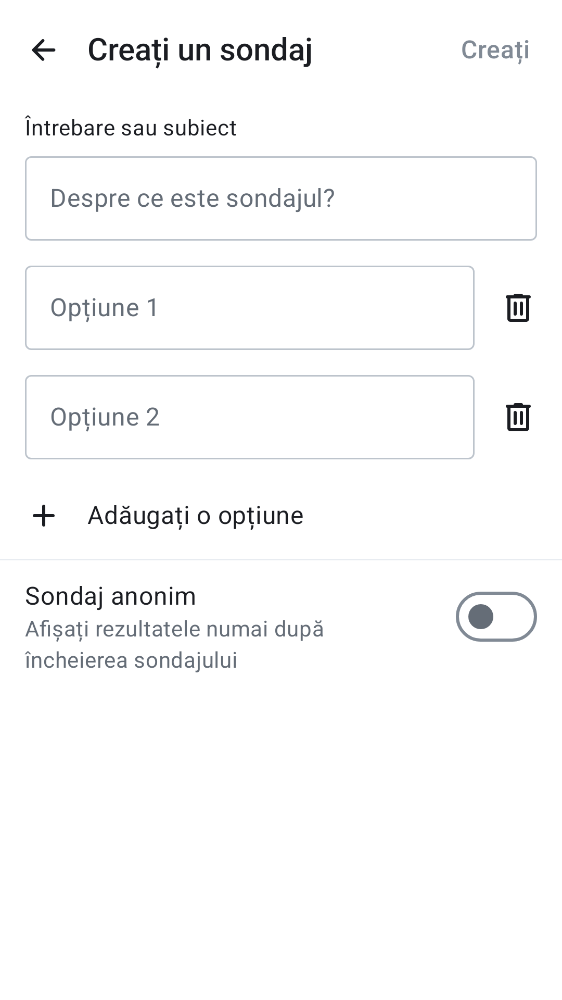 Creați un sondaj
Creați
Întrebare sau subiect
Despre ce este sondajul?
Opțiune 1
Opțiune 2
Adăugați o opțiune
Sondaj anonim
Afișați rezultatele numai după
încheierea sondajului